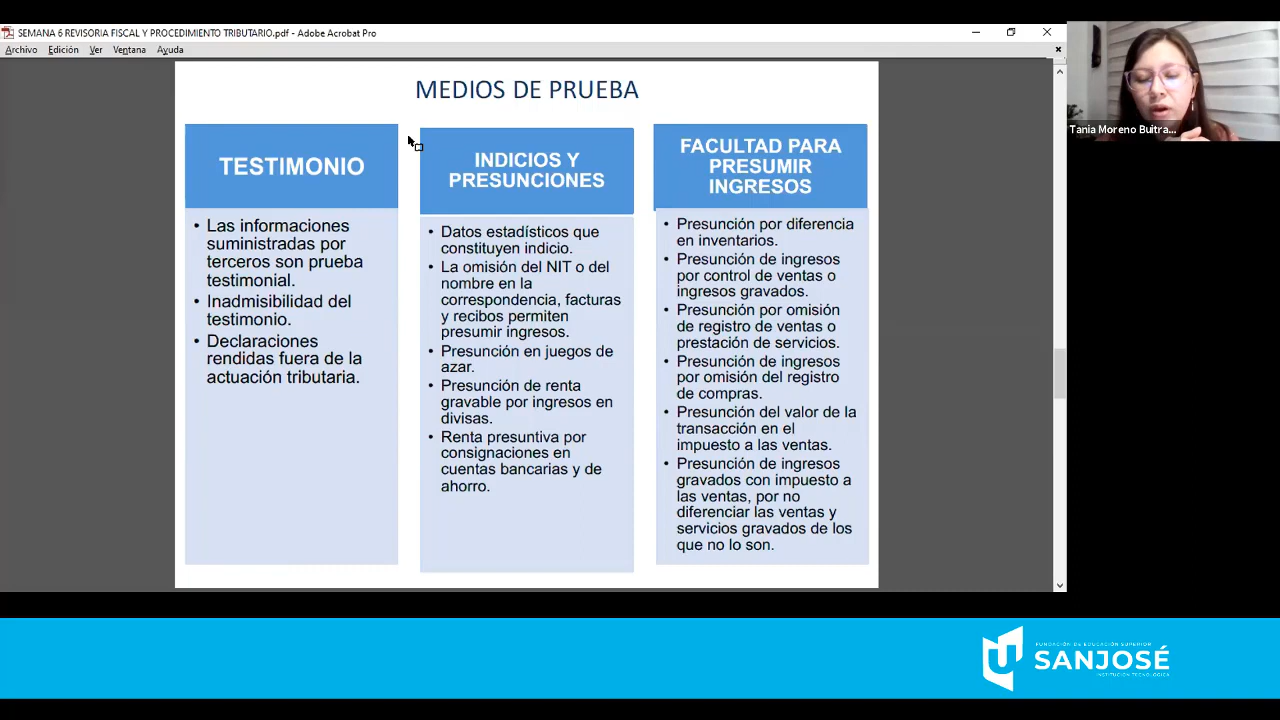 SEMANA 6 REVISORIA FISCAL Y PROCEDIMIENTO TRIBUTARIO.pdf - Adobe Acrobat Pro
Archivo Edición Ver Ventana Ayuda
MEDIOS DE PRUEBA
TESTIMONIO
• Las informaciones
suministradas por
terceros son prueba
testimonial.
• Inadmisibilidad del
testimonio.
• Declaraciones
rendidas fuera de la
actuación tributaria.
INDICIOS Y
PRESUNCIONES
• Datos estadísticos que
constituyen indicio.
• La omisión del NIT o del
nombre en la
correspondencia, facturas
y recibos permiten
presumir ingresos.
• Presunción en juegos de
azar.
• Presunción de renta
gravable por ingresos en
divisas.
• Renta presuntiva por
consignaciones en
cuentas bancarias y de
ahorro.
FACULTAD PARA
PRESUMIR
INGRESOS
• Presunción por diferencia
en inventarios.
• Presunción de ingresos
por control de ventas o
ingresos gravados.
• Presunción por omisión
de registro de ventas o
prestación de servicios.
• Presunción de ingresos
por omisión del registro
de compras.
• Presunción del valor de la
transacción en el
impuesto a las ventas.
• Presunción de ingresos
gravados con impuesto a
las ventas, por no
diferenciar las ventas y
servicios gravados de los
que no lo son.
Tania Moreno Buitra...
FUNDACIÓN DE EDUCACIÓN SUPERIOR
SANJOSÉ
INSTITUCIÓN TECNOLÓGICA